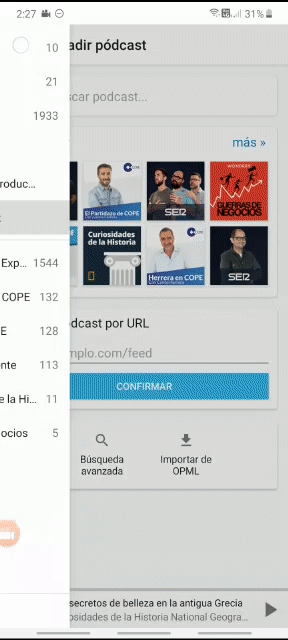 2:27
31%
adir pódcast
10
21
1933
roduc...
Exp... 1544
COPE 132
E 128
nte 113
e la Hi... 11
ocios 5
scar podcast...
más »
COPE
El Partidazo de COPE
SER
WONDERY
GUERRAS DE
NEGOCIOS
Curiosidades
de la Historia
COPE
Herrera en COPE
SER
odcast por URL
mplo.com/feed
CONFIRMAR
Búsqueda
avanzada
Importar de
OPML
secretos de belleza en la antigua Grecia
osidades de la Historia National Geogra...